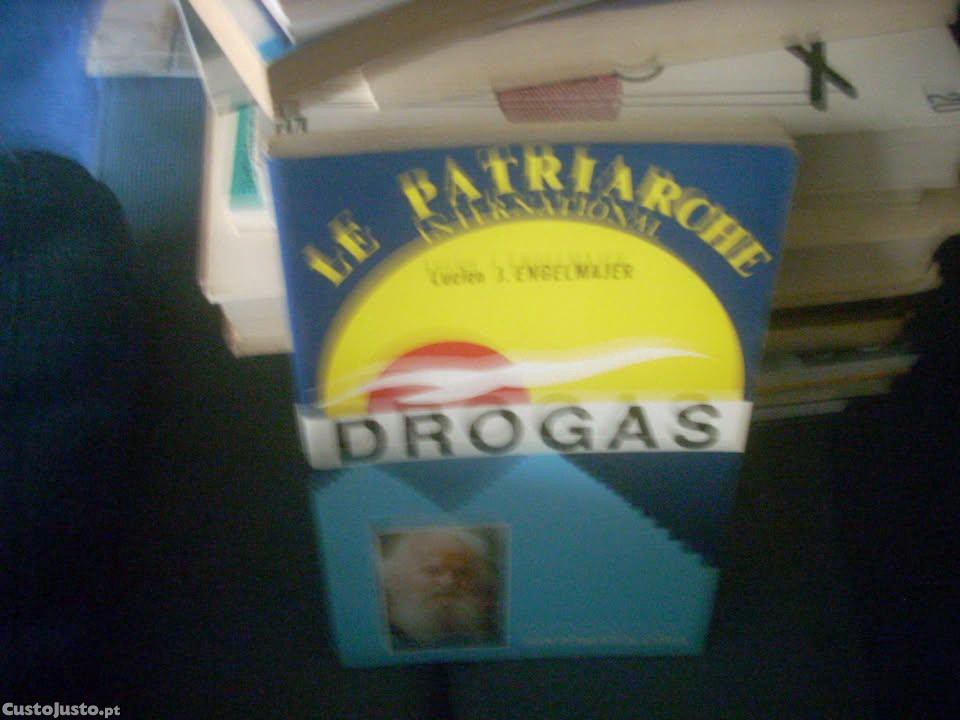 LE PATRIARCHE
INTERNATIONAL
Lucien J. ENGELMAJER
DROGAS
X
CustoJusto.pt